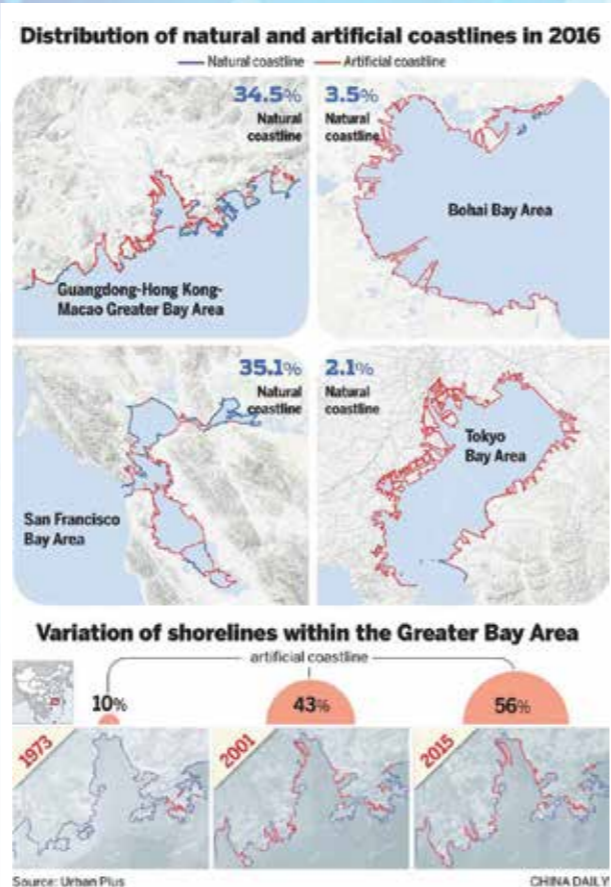 Distribution of natural and artificial coastlines in 2016
Natural coastline
Artificial coastline
34.5%
Natural
coastline
Guangdong-Hong Kong-
Macao Greater Bay Area
3.5%
Natural
coastline
Bohai Bay Area
35.1%
Natural
coastline
San Francisco
Bay Area
2.1%
Natural
coastline
Tokyo
Bay Area
Variation of shorelines within the Greater Bay Area
artificial coastline
10%
43%
56%
1973
2001
2015
Source: Urban Plus
CHINA DAILY